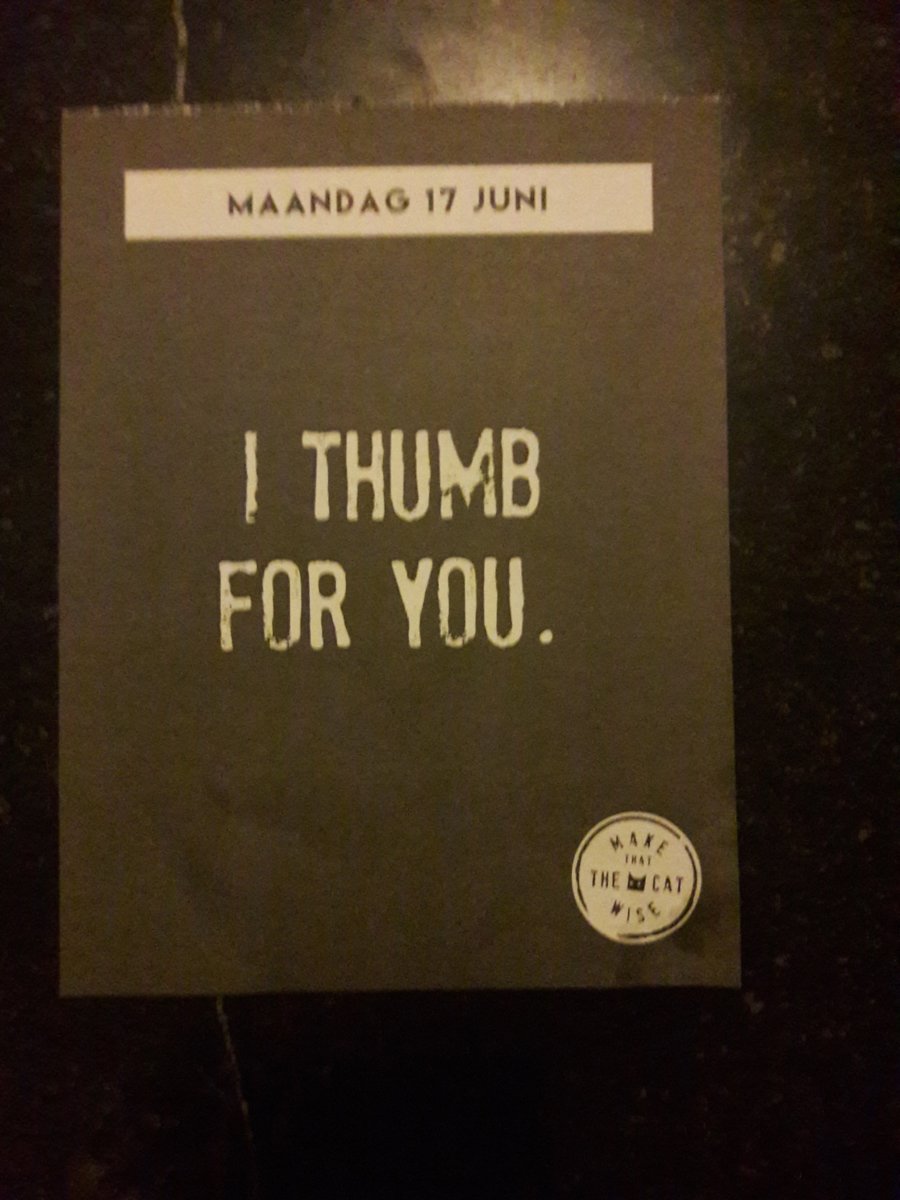 MAANDAG 17 JUNI
I THUMB
FOR YOU.
MAKE
THAT
THE CAT
WISE